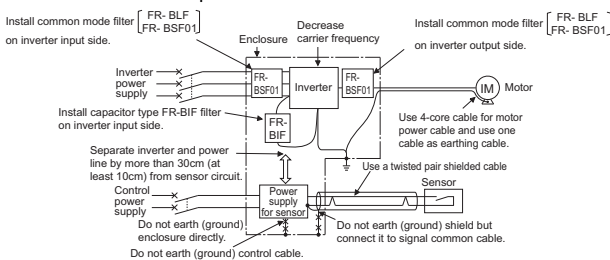 Install common mode filter
FR- BLF
FR- BSF01
on inverter input side.
Enclosure
Decrease
carrier frequency
Install common mode filter
FR- BLF
FR- BSF01
on inverter output side.
Inverter
power
supply
FR-
BSF01
Inverter
FR-
BSF01
IM
Motor
Install capacitor type FR-BIF filter
on inverter input side.
FR-
BIF
Use 4-core cable for motor
power cable and use one
cable as earthing cable.
Separate inverter and power
line by more than 30cm (at
least 10cm) from sensor circuit.
Use a twisted pair shielded cable
Control
power
supply
Power
supply
for sensor
Sensor
Do not earth (ground)
enclosure directly.
Do not earth (ground) shield but
connect it to signal common cable.
Do not earth (ground) control cable.